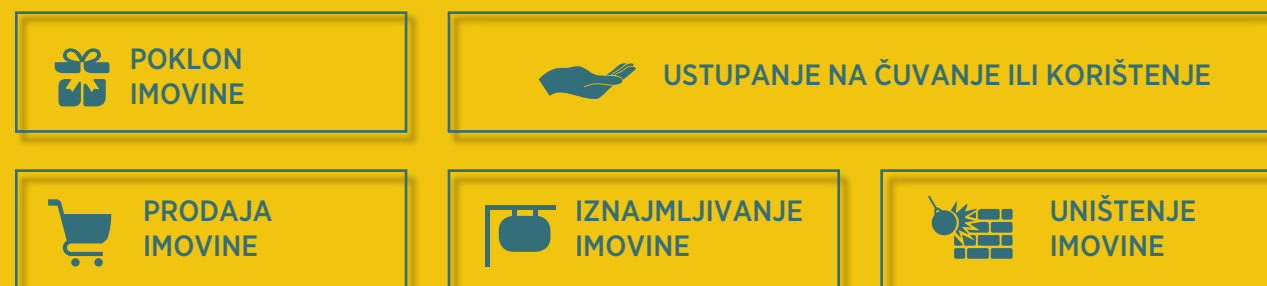 POKLON
IMOVINE
USTUPANJE NA ČUVANJE ILI KORIŠTENJE
PRODAJA
IMOVINE
IZNAJMLJIVANJE
IMOVINE
UNIŠTENJE
IMOVINE